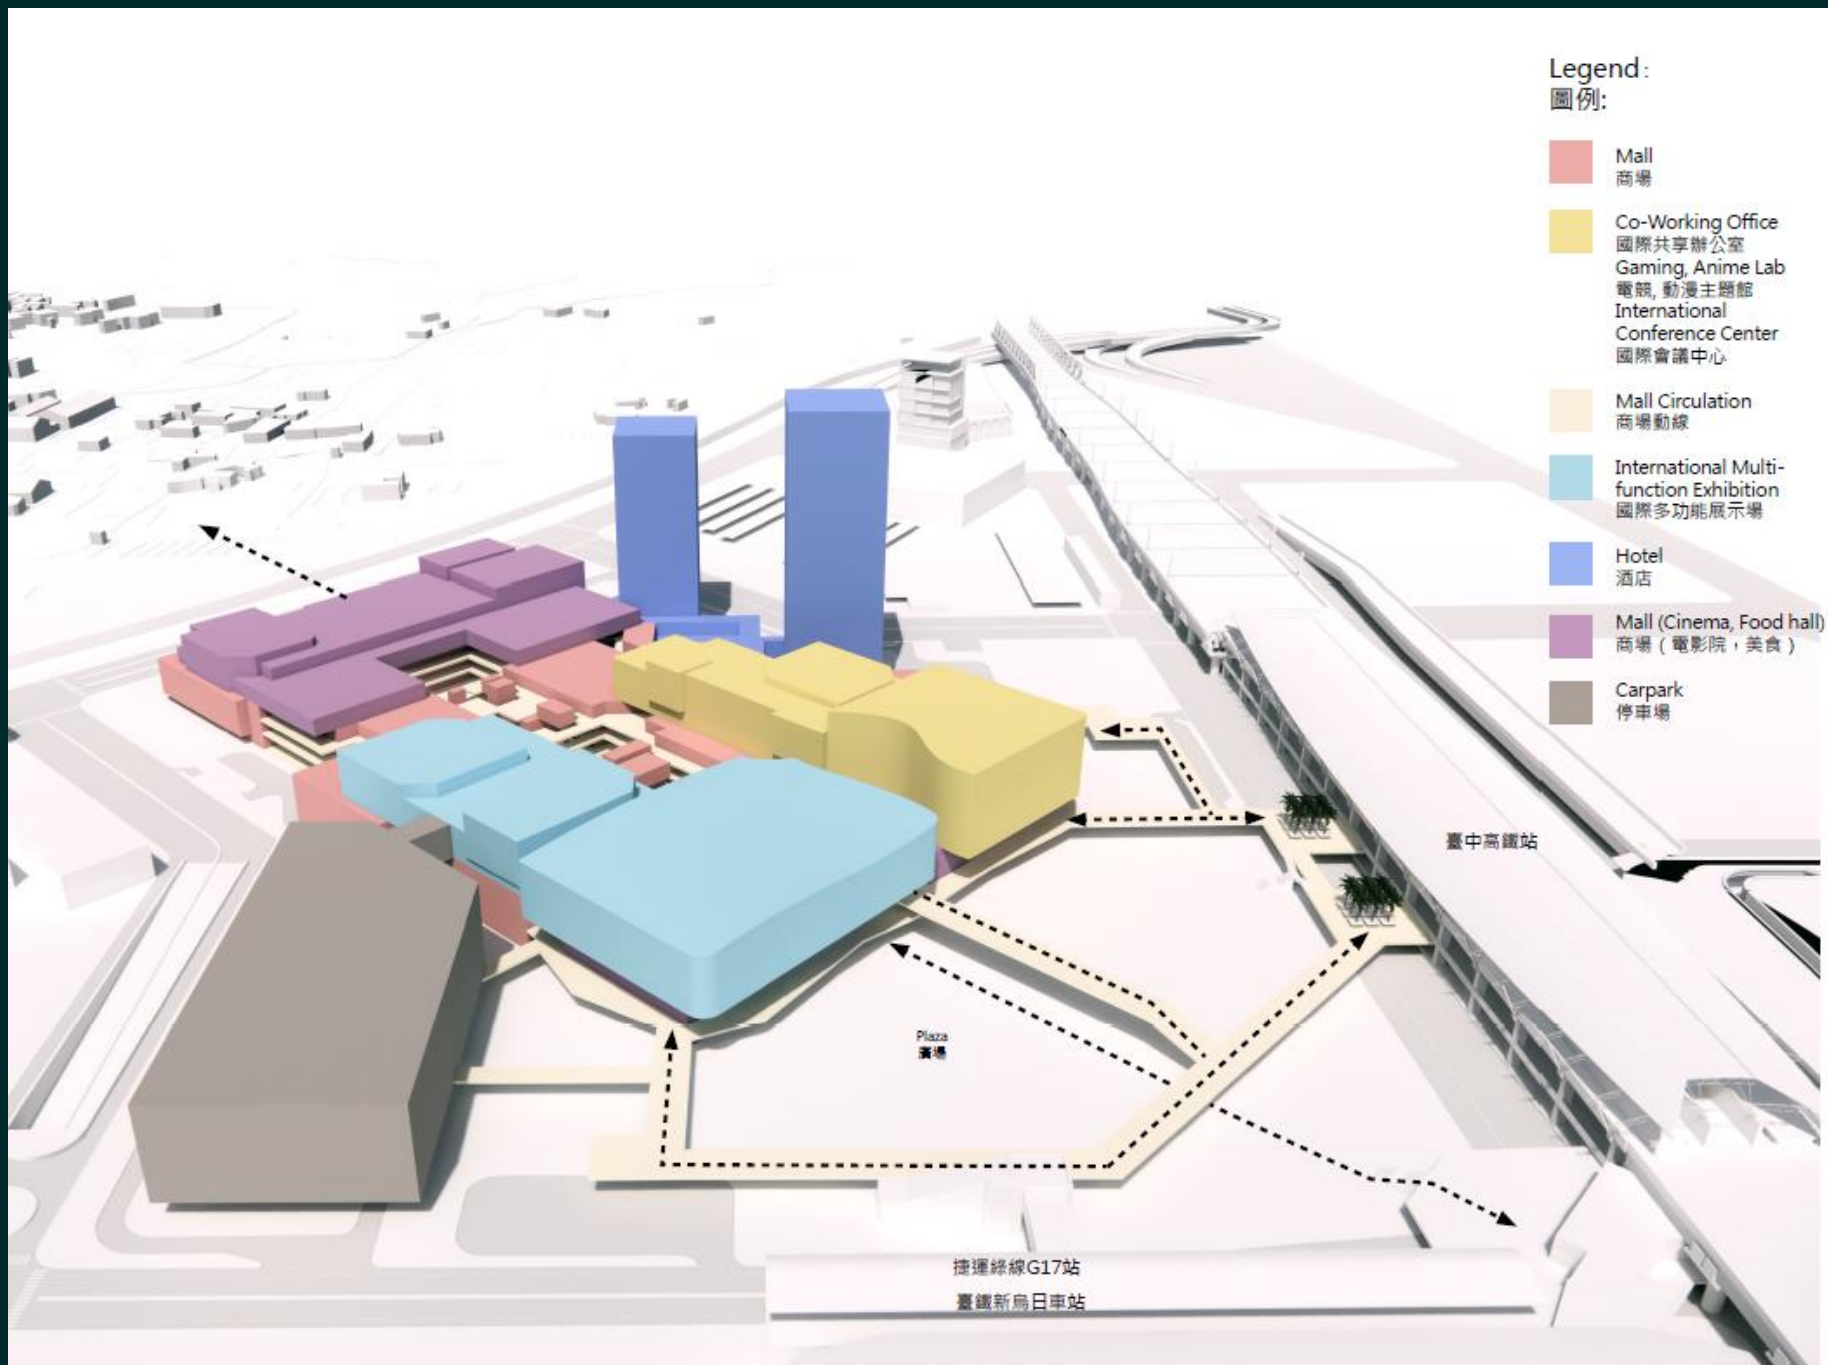 Legend:
圖例:
Mall
商場
Co-Working Office
國際共享辦公室
Gaming, Anime Lab
電競, 動漫主題館
International
Conference Center
國際會議中心
Mall Circulation
商場動線
International Multi-
function Exhibition
國際多功能展示場
Hotel
酒店
Mall (Cinema, Food hall)
商場（電影院，美食）
Carpark
停車場
臺中高鐵站
Plaza
廣場
捷運綠線G17站
臺鐵新烏日車站